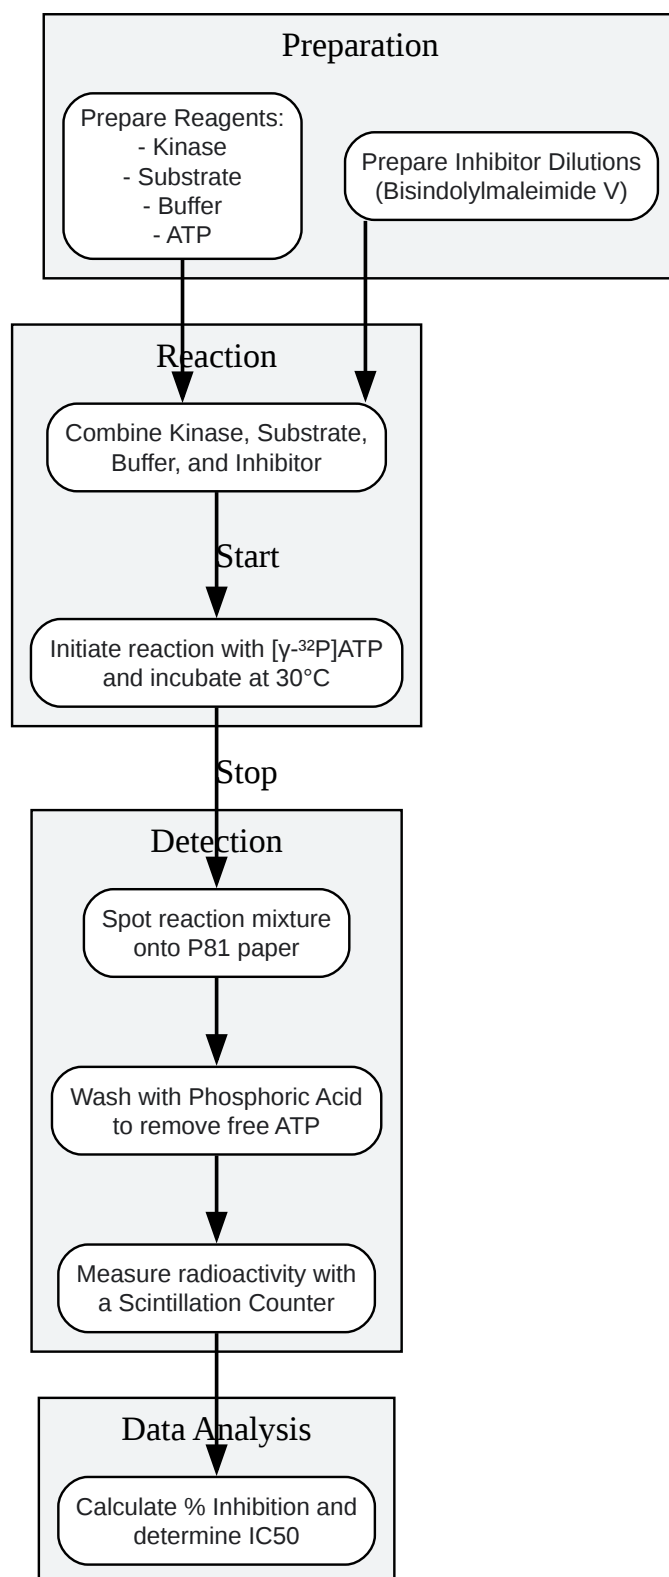 Preparation
Prepare Reagents:
- Kinase
- Substrate
- Buffer
- ATP
Prepare Inhibitor Dilutions
(Bisindolylmaleimide V)
Reaction
Combine Kinase, Substrate,
Buffer, and Inhibitor
Start
Initiate reaction with [γ-³²P]ATP
and incubate at 30°C
Stop
Detection
Spot reaction mixture
onto P81 paper
Wash with Phosphoric Acid
to remove free ATP
Measure radioactivity with
a Scintillation Counter
Data Analysis
Calculate % Inhibition and
determine IC50